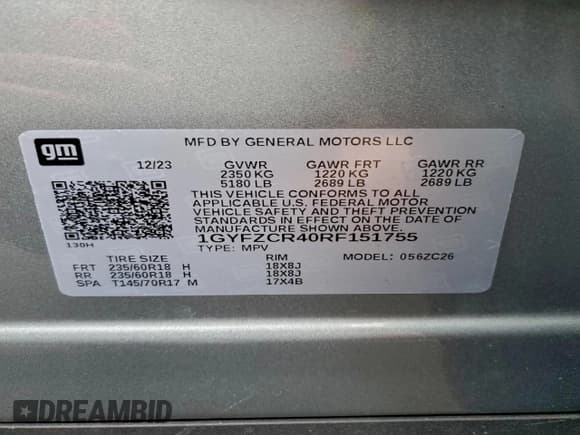 gm
MFD BY GENERAL MOTORS LLC
12/23 GVWR GAWR FRT GAWR RR
2350 KG 1220 KG 1220 KG
5180 LB 2689 LB 2689 LB
THIS VEHICLE CONFORMS TO ALL
APPLICABLE U.S. FEDERAL MOTOR
VEHICLE SAFETY AND THEFT PREVENTION
STANDARDS IN EFFECT ON THE DATE OF
MANUFACTURE SHOWN ABOVE.
1GYFZCR40RF151755
130H TYPE: MPV
TIRE SIZE RIM MODEL: 056ZC26
FRT 235/60R18 H 18X8J
RR 235/60R18 H 18X8J
SPA T145/70R17 M 17X4B
DREAMBID